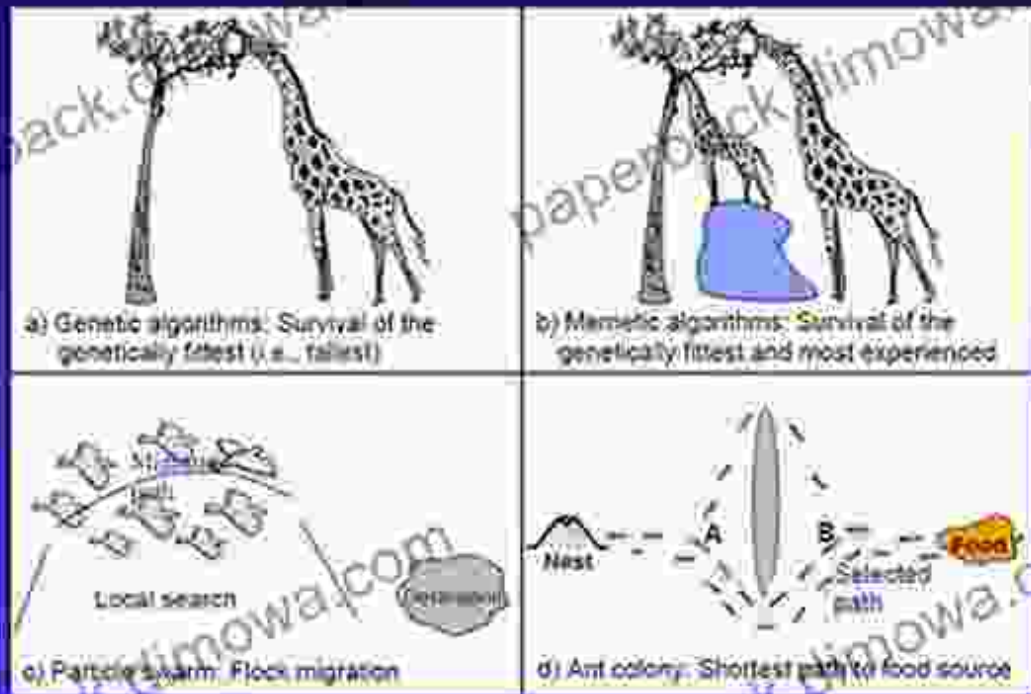 a) Genetic algorithms: Survival of the
genetically fittest (i.e., tallest)
b) Memetic algorithms: Survival of the
genetically fittest and most experienced
Local search
c) Particle swarm: Flock migration
A
B
Nest
Food
Selected
path
d) Ant colony: Shortest path to food source